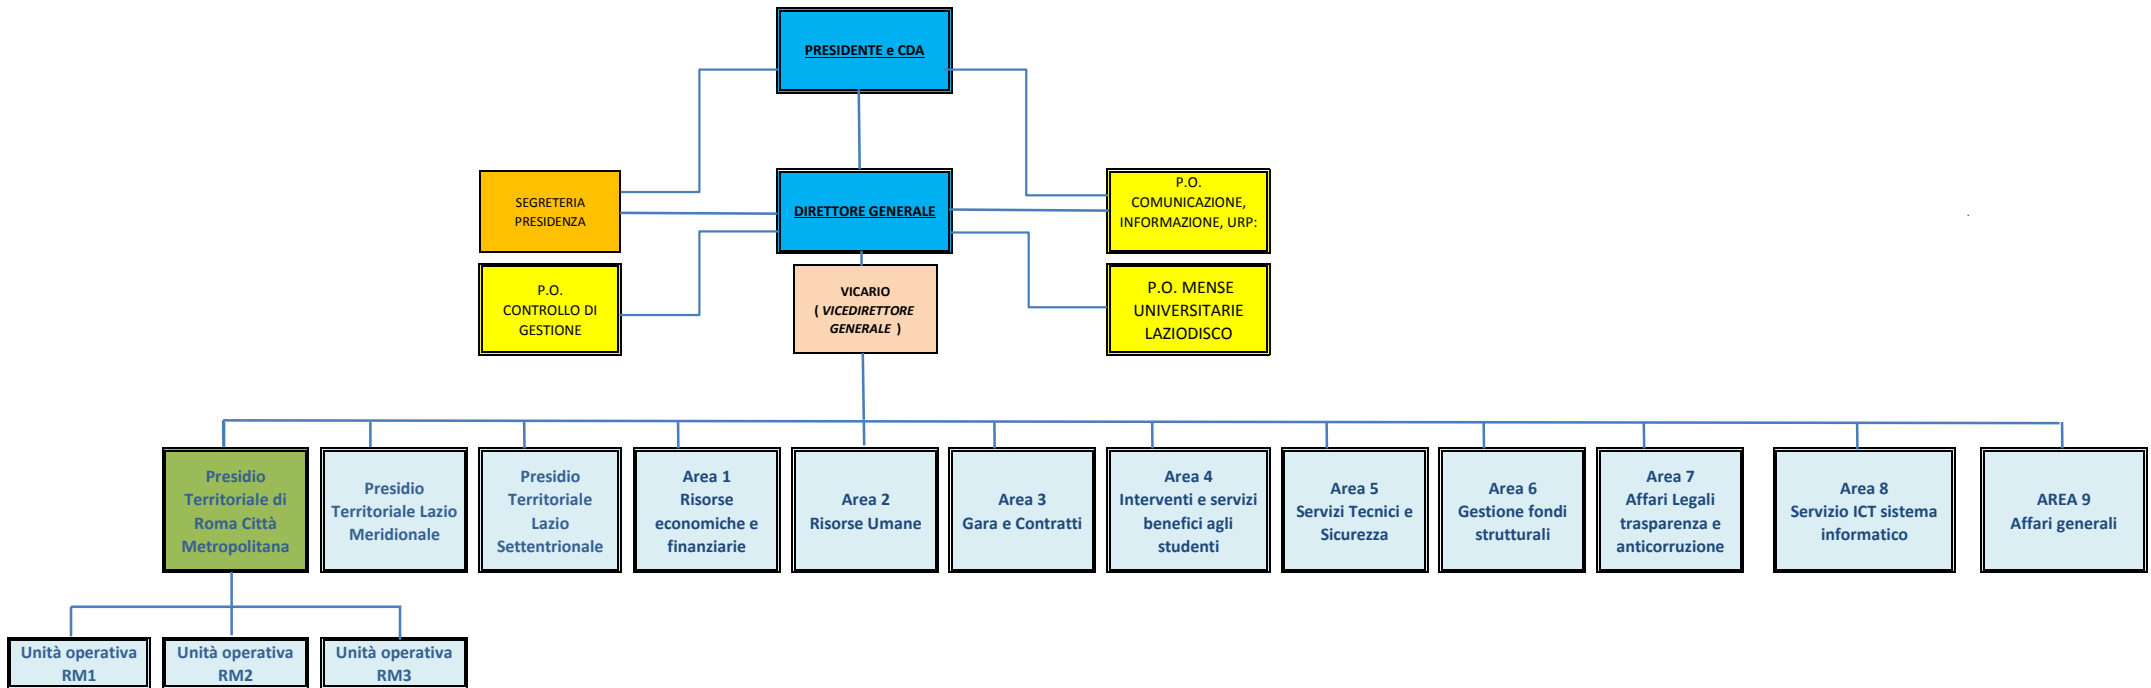 PRESIDENTE e CDA
SEGRETERIA
PRESIDENZA
DIRETTORE GENERALE
P.O.
COMUNICAZIONE,
INFORMAZIONE, URP:
P.O.
CONTROLLO DI
GESTIONE
VICARIO
( VICEDIRETTORE
GENERALE )
P.O. MENSE
UNIVERSITARIE
LAZIODISCO
Presidio
Territoriale di
Roma Città
Metropolitana
Presidio
Territoriale Lazio
Meridionale
Presidio
Territoriale
Lazio
Settentrionale
Area 1
Risorse
economiche e
finanziarie
Area 2
Risorse Umane
Area 3
Gara e Contratti
Area 4
Interventi e servizi
benefici agli
studenti
Area 5
Servizi Tecnici e
Sicurezza
Area 6
Gestione fondi
strutturali
Area 7
Affari Legali
trasparenza e
anticorruzione
Area 8
Servizio ICT sistema
informatico
AREA 9
Affari generali
Unità operativa
RM1
Unità operativa
RM2
Unità operativa
RM3